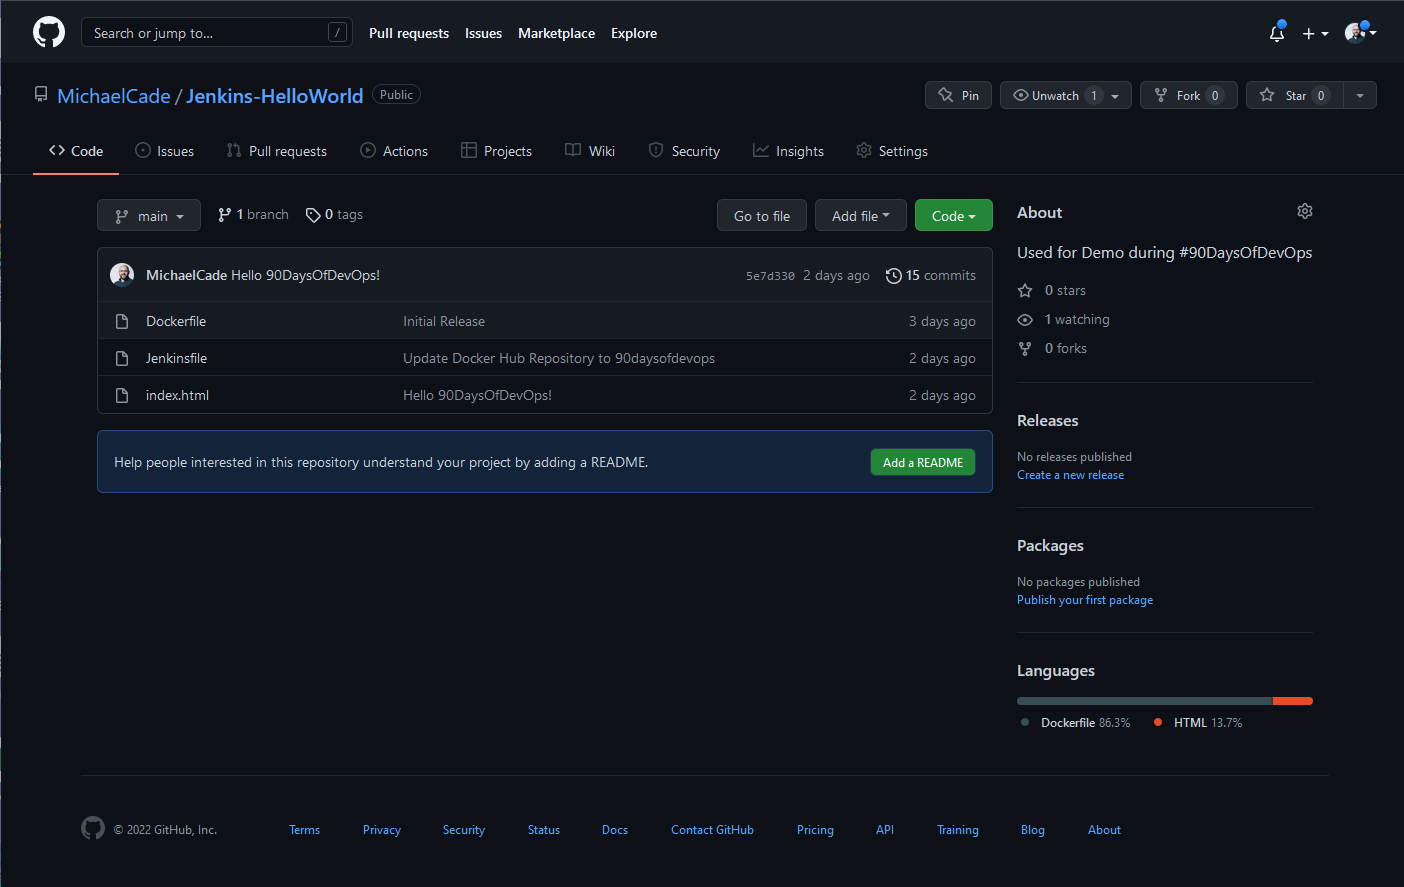 Search or jump to... /
Pull requests Issues Marketplace Explore
MichaelCade / Jenkins-HelloWorld Public
Pin Unwatch 1 Fork 0 Star 0
Code Issues Pull requests Actions Projects Wiki Security Insights Settings
main 1 branch 0 tags Go to file Add file Code
MichaelCade Hello 90DaysOfDevOps! 5e7d330 2 days ago 15 commits
Dockerfile Initial Release 3 days ago
Jenkinsfile Update Docker Hub Repository to 90daysofdevops 2 days ago
index.html Hello 90DaysOfDevOps! 2 days ago
Help people interested in this repository understand your project by adding a README. Add a README
About
Used for Demo during #90DaysOfDevOps
0 stars
1 watching
0 forks
Releases
No releases published
Create a new release
Packages
No packages published
Publish your first package
Languages
Dockerfile 86.3% HTML 13.7%
© 2022 GitHub, Inc. Terms Privacy Security Status Docs Contact GitHub Pricing API Training Blog About